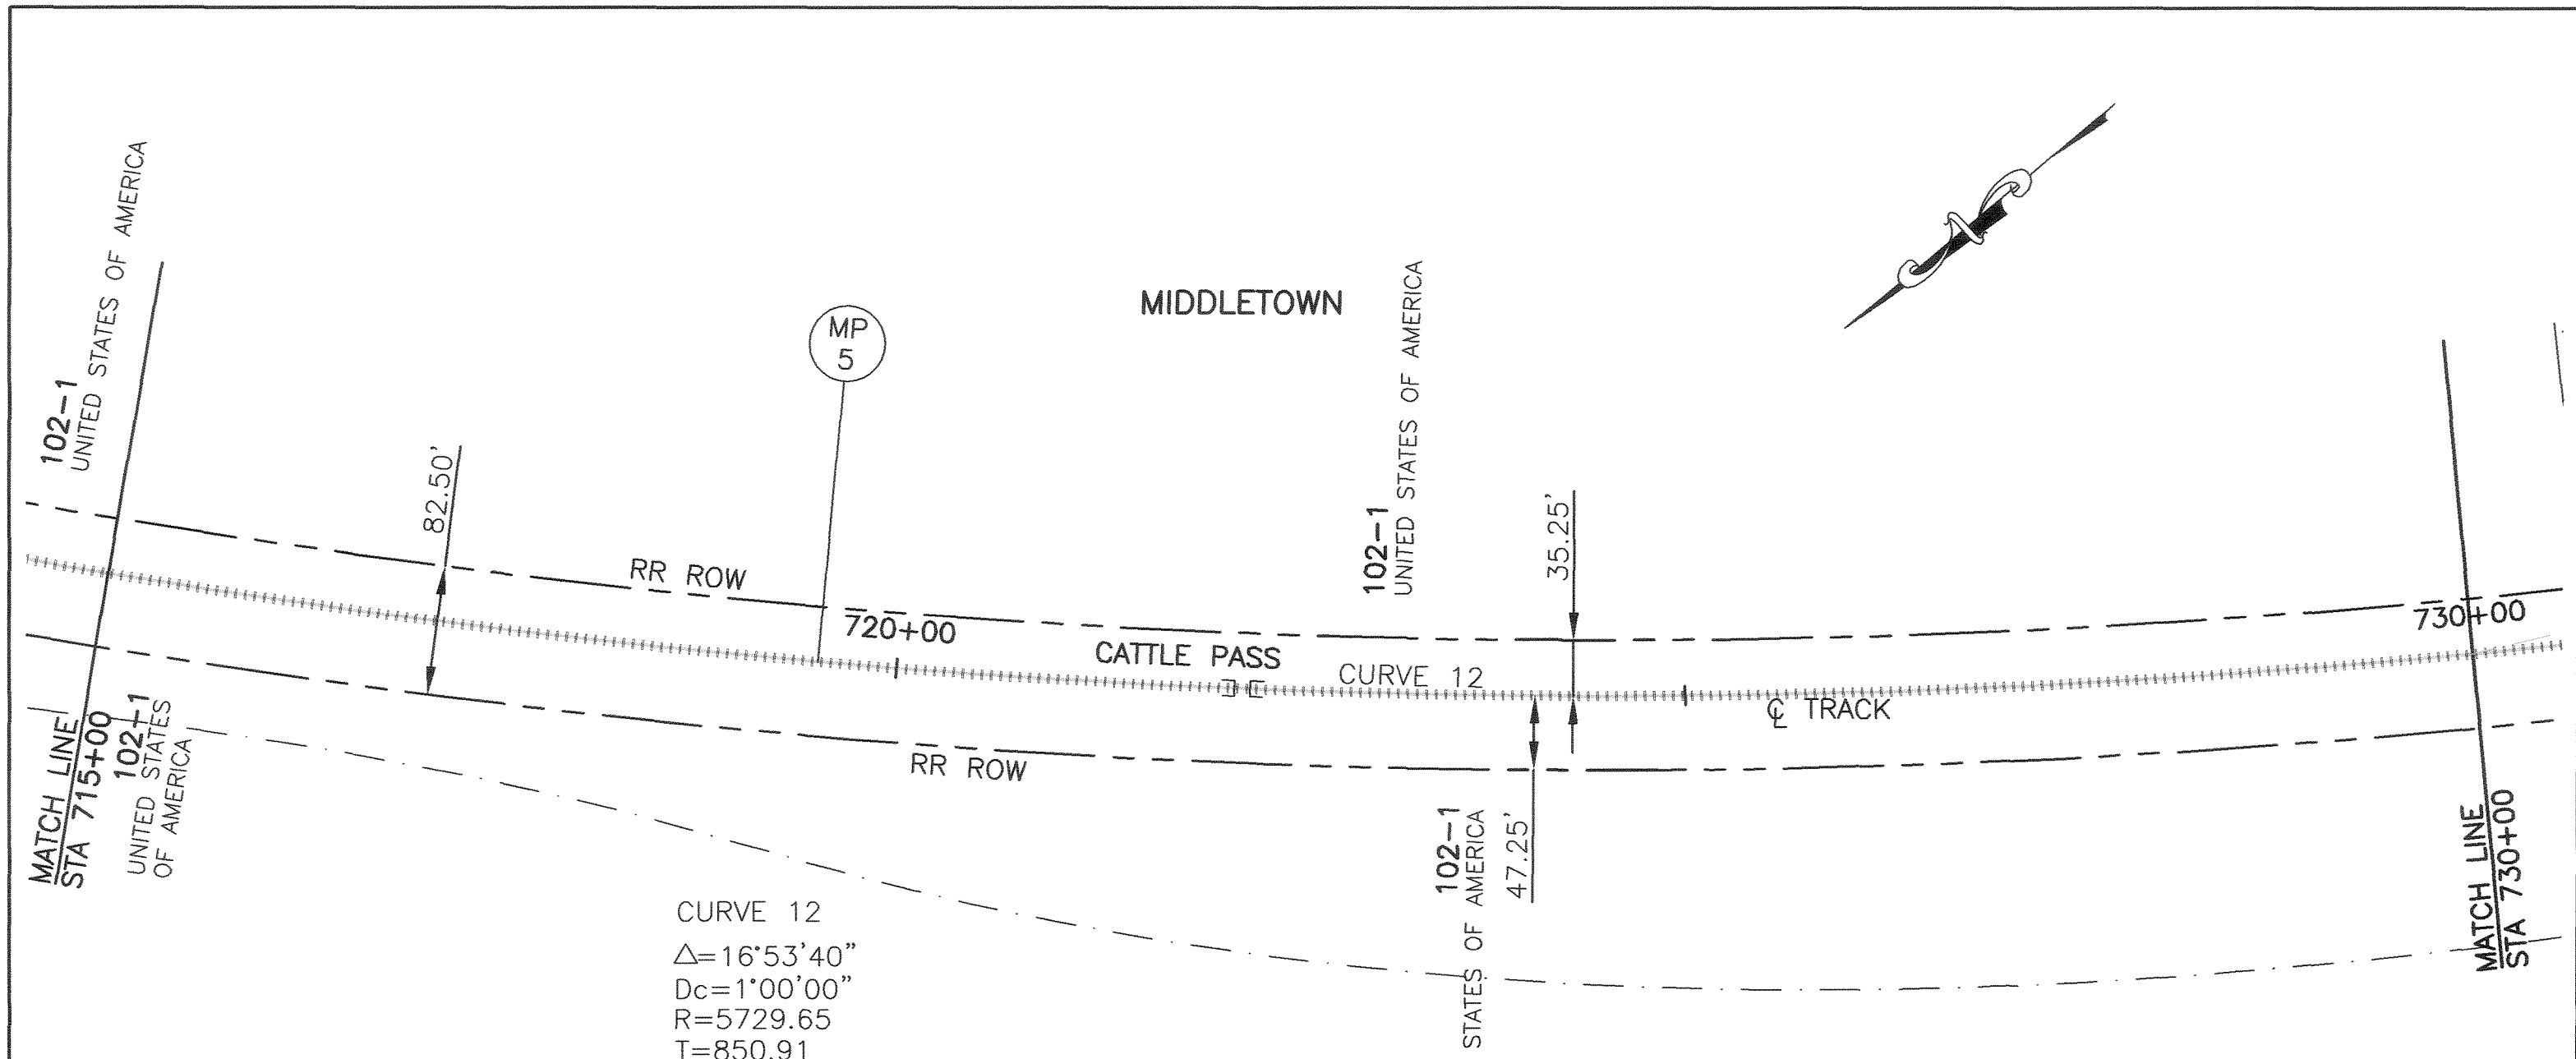 102-1
UNITED STATES OF AMERICA
82.50'
MP
5
MIDDLETOWN
102-1
UNITED STATES OF AMERICA
35.25'
N
RR ROW
720+00
CATTLE PASS
CURVE 12
℄ TRACK
730+00
RR ROW
MATCH LINE
STA 715+00
102-1
UNITED STATES
OF AMERICA
102-1
STATES OF AMERICA
47.25'
MATCH LINE
STA 730+00
CURVE 12
△=16°53'40"
Dc=1°00'00"
R=5729.65
T=850.91